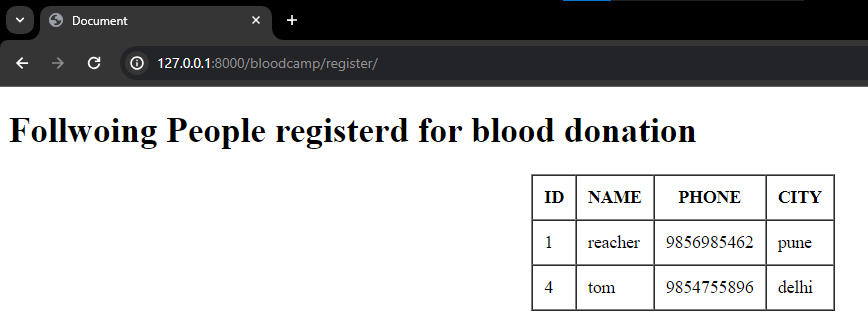 Document
127.0.0.1:8000/bloodcamp/register/
Follwoing People registerd for blood donation
ID NAME PHONE CITY
1 reacher 9856985462 pune
4 tom 9854755896 delhi